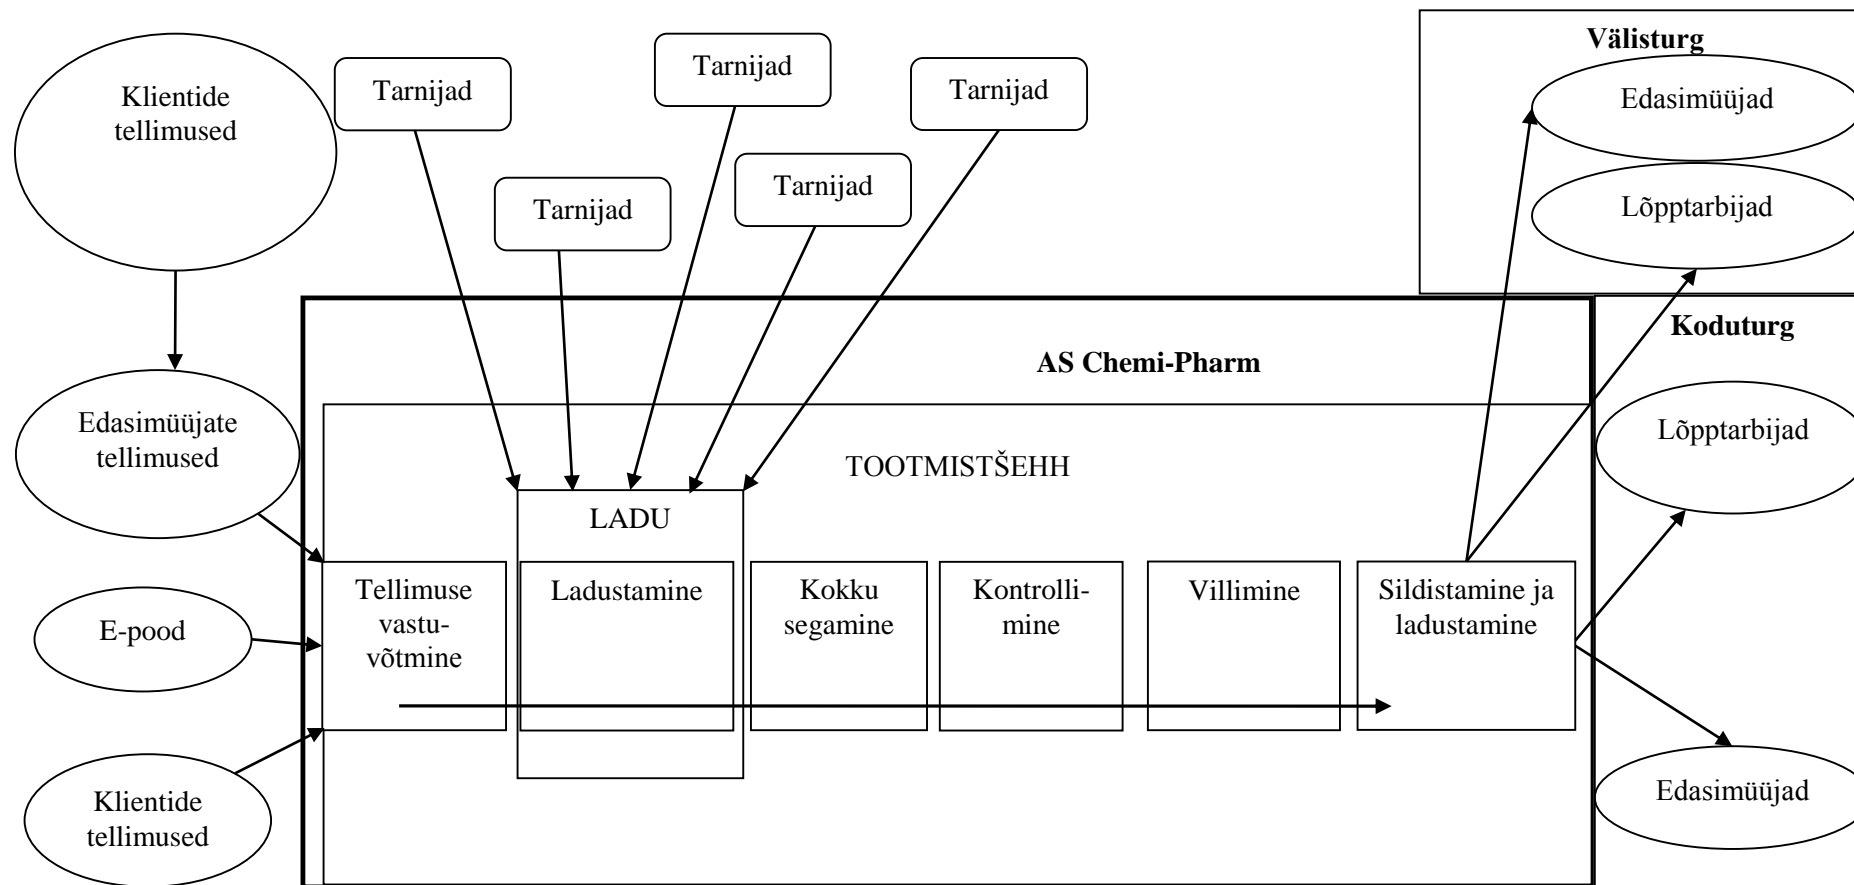 Välisturg
Klientide
tellimused
Tarnijad
Tarnijad
Tarnijad
Edasimüüjad
Tarnijad
Tarnijad
Lõpptarbijad
Koduturg
AS Chemi-Pharm
Edasimüüjate
tellimused
Lõpptarbijad
TOOTMISTŠEHH
LADU
Tellimuse
vastu-
võtmine
Ladustamine
Kokku
segamine
Kontrolli-
mine
Villimine
Sildistamine ja
ladustamine
E-pood
Klientide
tellimused
Edasimüüjad